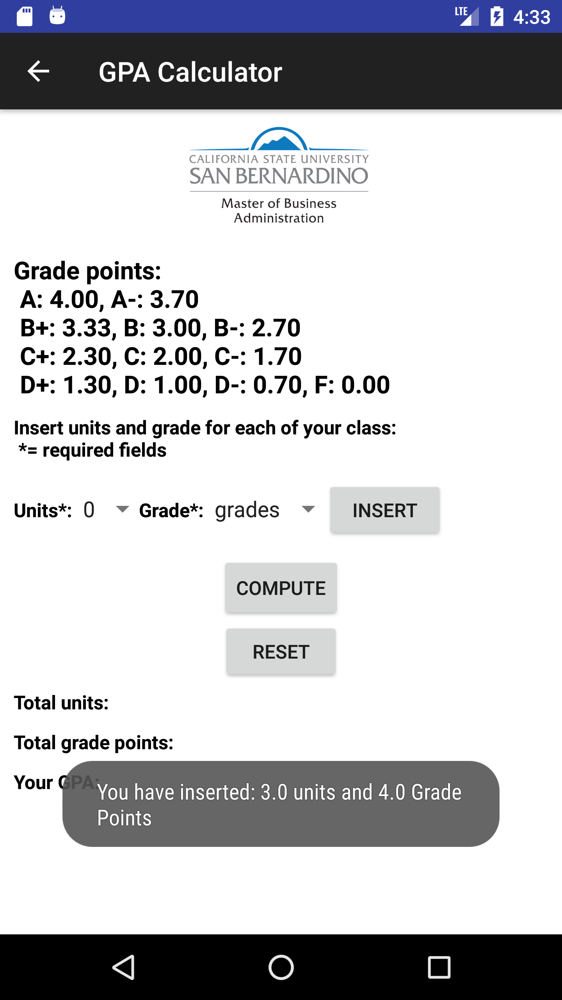 LTE 4:33
GPA Calculator
CALIFORNIA STATE UNIVERSITY
SAN BERNARDINO
Master of Business
Administration
Grade points:
A: 4.00, A-: 3.70
B+: 3.33, B: 3.00, B-: 2.70
C+: 2.30, C: 2.00, C-: 1.70
D+: 1.30, D: 1.00, D-: 0.70, F: 0.00
Insert units and grade for each of your class:
*= required fields
Units*: 0 Grade*: grades INSERT
COMPUTE
RESET
Total units:
Total grade points:
Your GPA:
You have inserted: 3.0 units and 4.0 Grade
Points